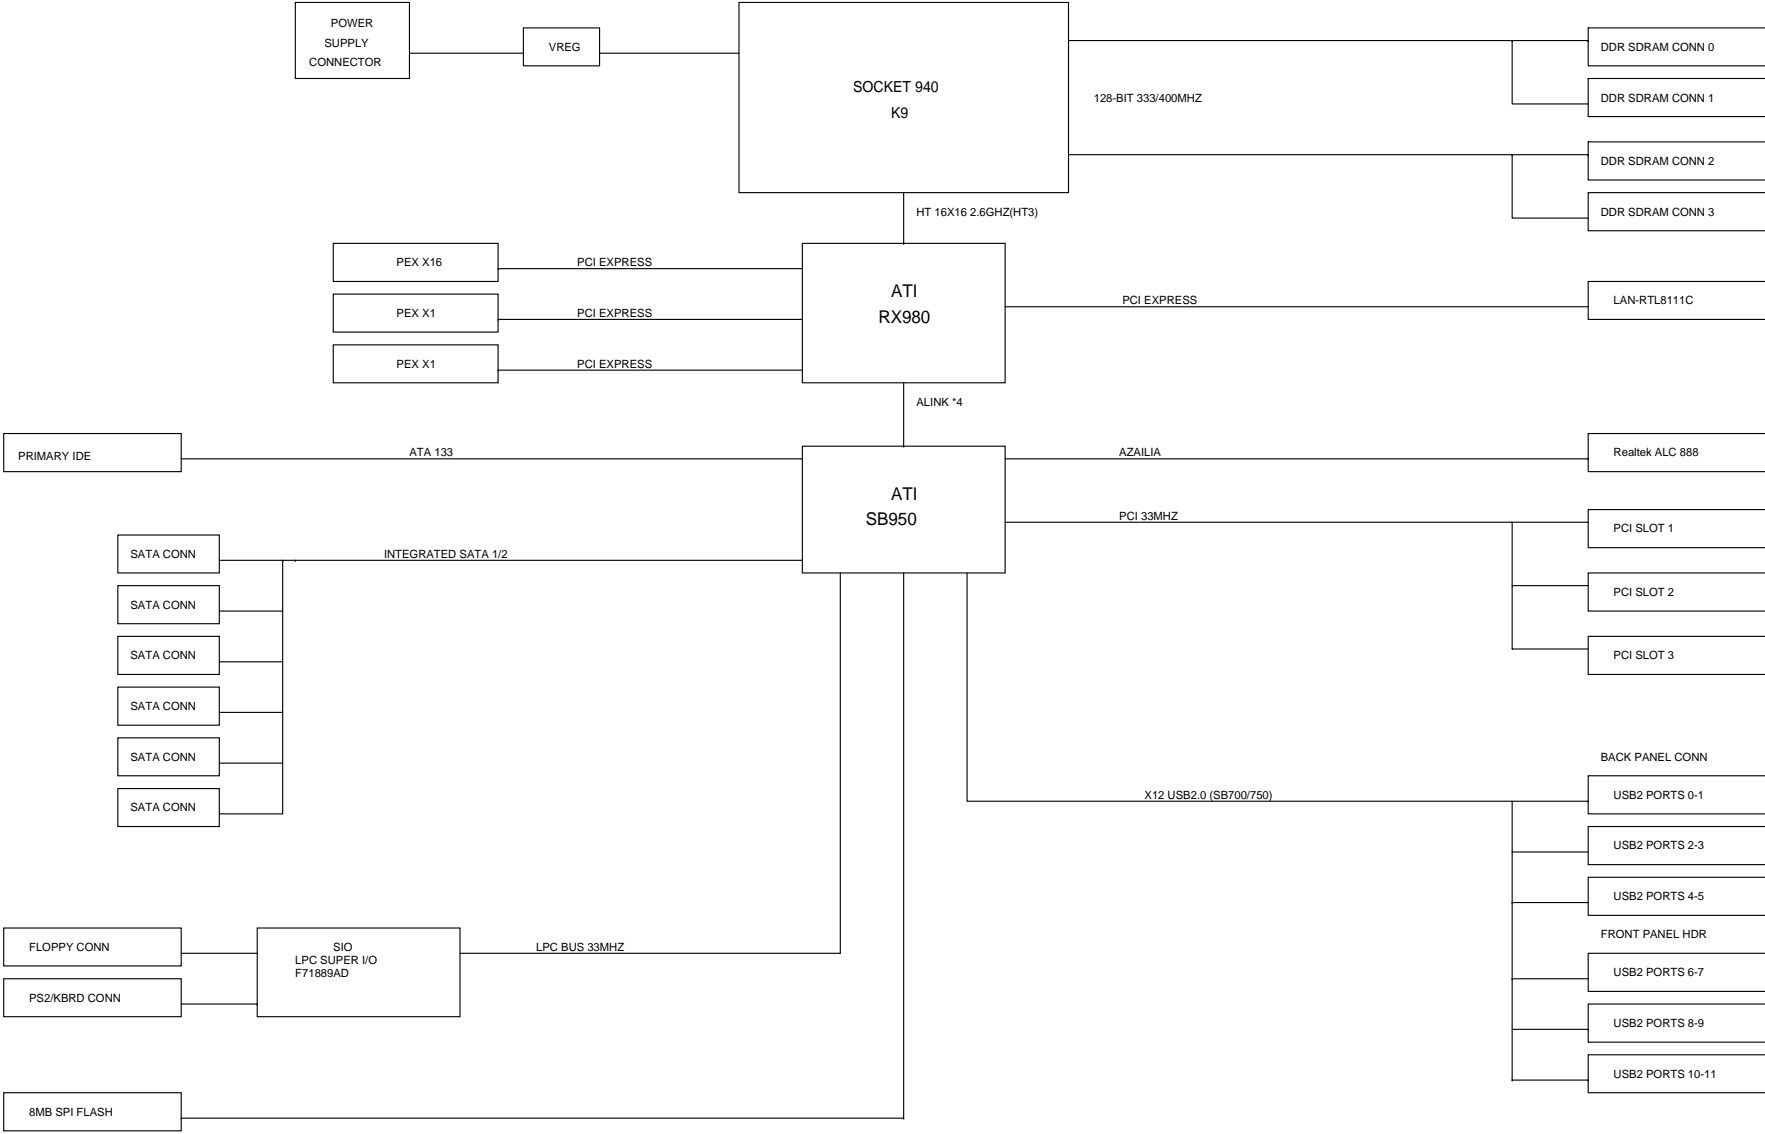 POWER
SUPPLY
CONNECTOR
VREG
SOCKET 940
K9
128-BIT 333/400MHZ
DDR SDRAM CONN 0
DDR SDRAM CONN 1
DDR SDRAM CONN 2
DDR SDRAM CONN 3
HT 16X16 2.6GHZ(HT3)
PEX X16
PCI EXPRESS
PEX X1
PCI EXPRESS
PEX X1
PCI EXPRESS
ATI
RX980
PCI EXPRESS
LAN-RTL8111C
ALINK *4
PRIMARY IDE
ATA 133
ATI
SB950
AZAILIA
Realtek ALC 888
PCI 33MHZ
PCI SLOT 1
PCI SLOT 2
PCI SLOT 3
SATA CONN
INTEGRATED SATA 1/2
SATA CONN
SATA CONN
SATA CONN
SATA CONN
SATA CONN
BACK PANEL CONN
X12 USB2.0 (SB700/750)
USB2 PORTS 0-1
USB2 PORTS 2-3
USB2 PORTS 4-5
FRONT PANEL HDR
USB2 PORTS 6-7
USB2 PORTS 8-9
USB2 PORTS 10-11
FLOPPY CONN
PS2/KBRD CONN
SIO
LPC SUPER I/O
F71889AD
LPC BUS 33MHZ
8MB SPI FLASH